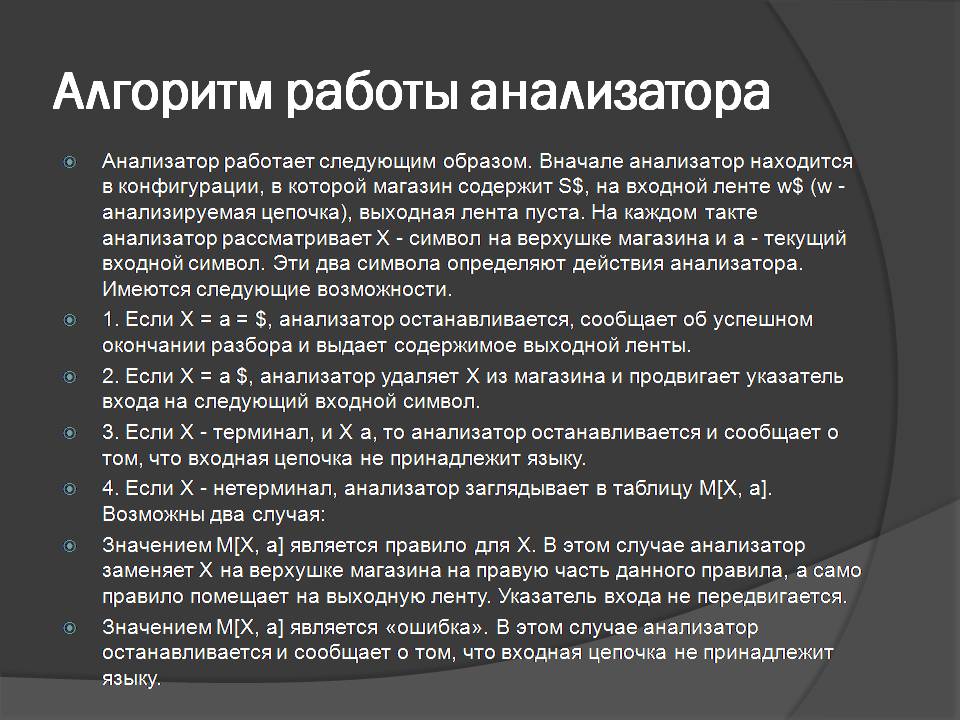 Алгоритм работы анализатора
Анализатор работает следующим образом. Вначале анализатор находится
в конфигурации, в которой магазин содержит S$, на входной ленте w$ (w -
анализируемая цепочка), выходная лента пуста. На каждом такте
анализатор рассматривает X - символ на верхушке магазина и a - текущий
входной символ. Эти два символа определяют действия анализатора.
Имеются следующие возможности.
1. Если X = a = $, анализатор останавливается, сообщает об успешном
окончании разбора и выдает содержимое выходной ленты.
2. Если X = a $, анализатор удаляет X из магазина и продвигает указатель
входа на следующий входной символ.
3. Если X - терминал, и X a, то анализатор останавливается и сообщает о
том, что входная цепочка не принадлежит языку.
4. Если X - нетерминал, анализатор заглядывает в таблицу M[X, a].
Возможны два случая:
Значением M[X, a] является правило для X. В этом случае анализатор
заменяет X на верхушке магазина на правую часть данного правила, а само
правило помещает на выходную ленту. Указатель входа не передвигается.
Значением M[X, a] является «ошибка». В этом случае анализатор
останавливается и сообщает о том, что входная цепочка не принадлежит
языку.